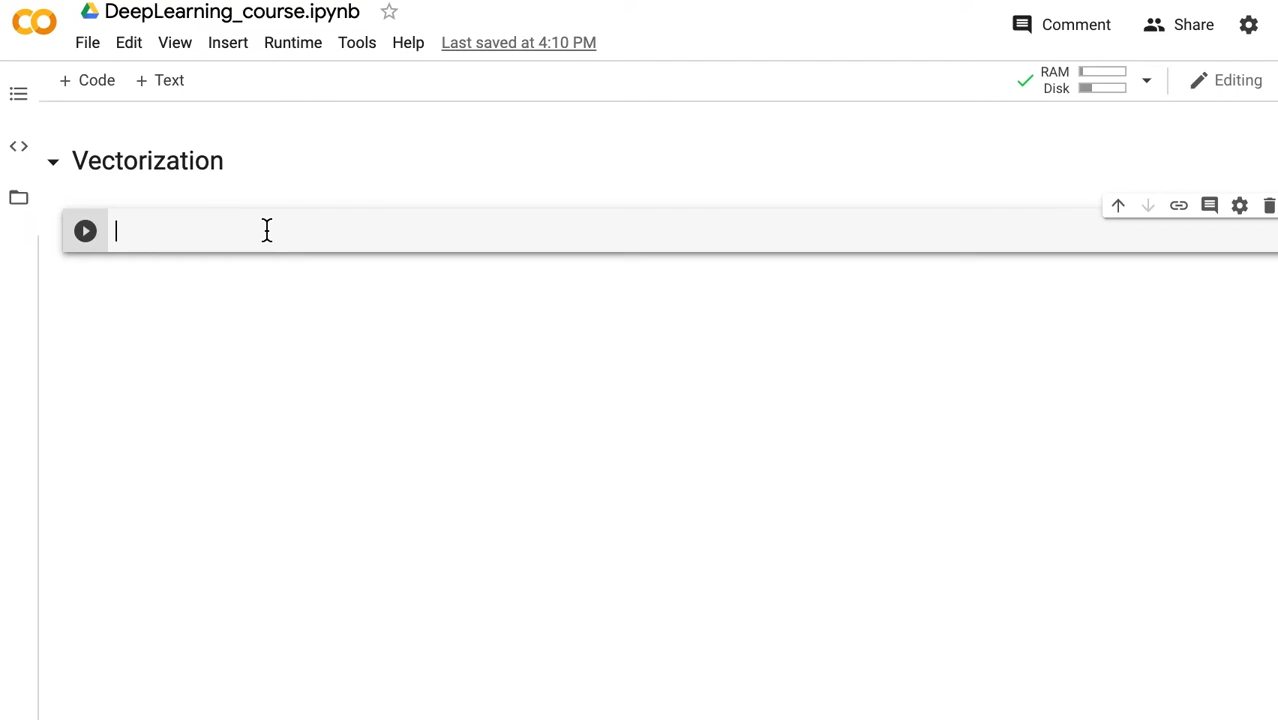 DeepLearning_course.ipynb
Comment
Share
File Edit View Insert Runtime Tools Help Last saved at 4:10 PM
+ Code + Text
RAM
Disk
Editing
Vectorization